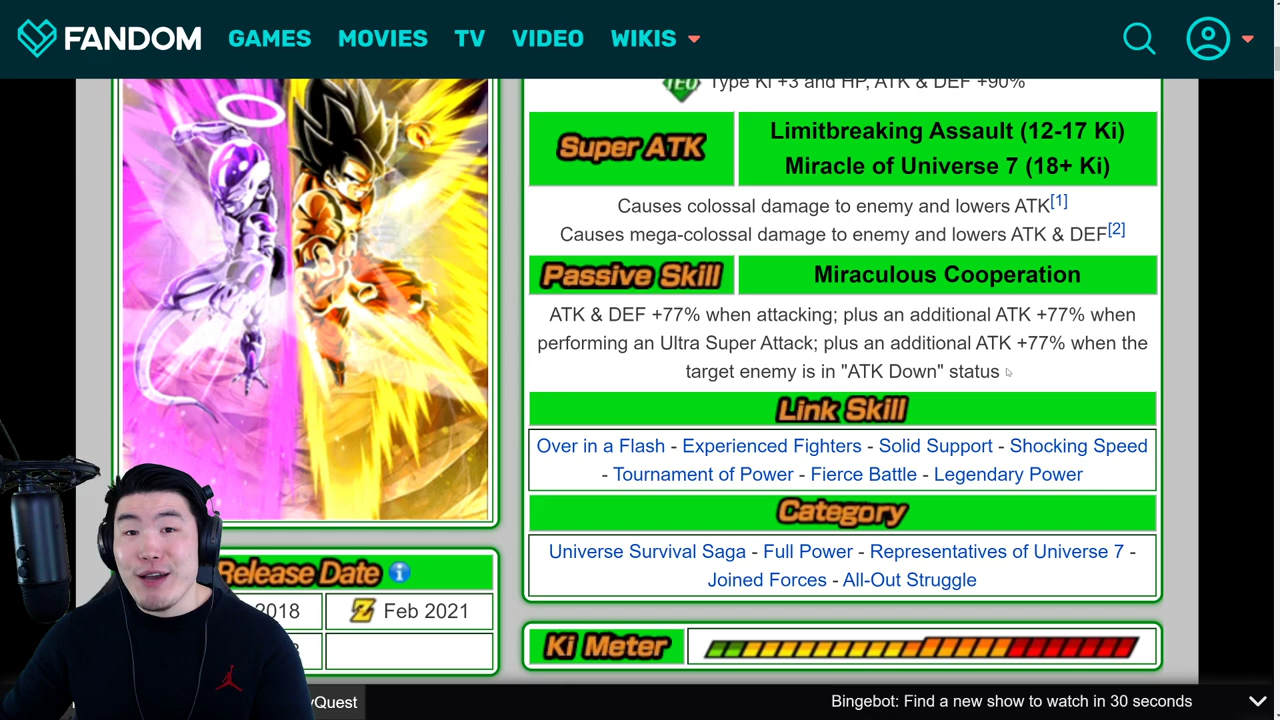 FANDOM GAMES MOVIES TV VIDEO WIKIS
TEQ Type Ki +3 and HP, ATK & DEF +90%
Super ATK
Limitbreaking Assault (12-17 Ki)
Miracle of Universe 7 (18+ Ki)
Causes colossal damage to enemy and lowers ATK[1]
Causes mega-colossal damage to enemy and lowers ATK & DEF[2]
Passive Skill
Miraculous Cooperation
ATK & DEF +77% when attacking; plus an additional ATK +77% when
performing an Ultra Super Attack; plus an additional ATK +77% when the
target enemy is in "ATK Down" status
Link Skill
Over in a Flash - Experienced Fighters - Solid Support - Shocking Speed
- Tournament of Power - Fierce Battle - Legendary Power
Category
Universe Survival Saga - Full Power - Representatives of Universe 7 -
Joined Forces - All-Out Struggle
Release Date
2018
Z Feb 2021
Ki Meter
yQuest
Bingebot: Find a new show to watch in 30 seconds